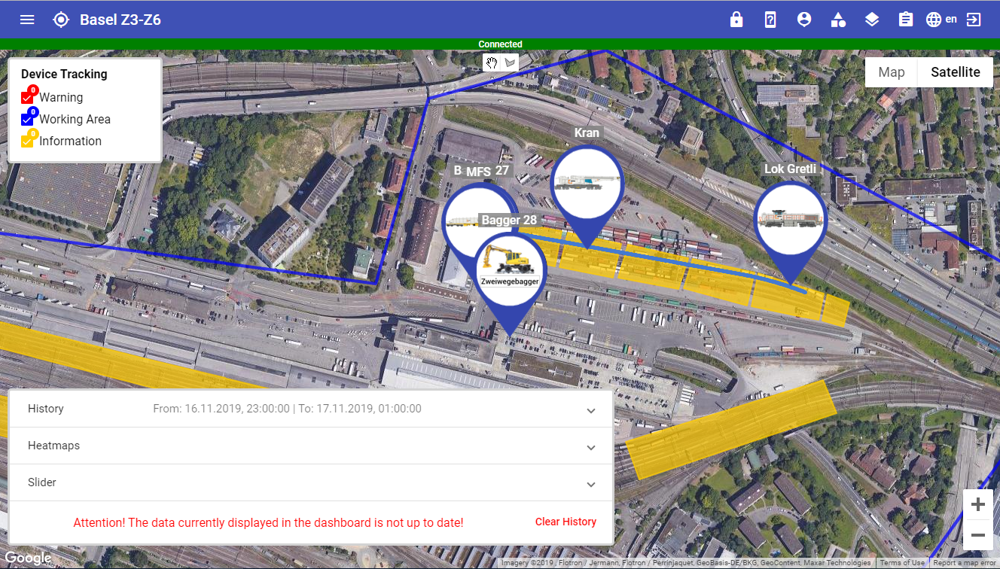 Basel Z3-Z6
en
Connected
Device Tracking
0
Warning
0
Working Area
0
Information
Map
Satellite
Kran
MFS
27
Lok Gretli
Bagger 28
Zweiwegebagger
History
From: 16.11.2019, 23:00:00 | To: 17.11.2019, 01:00:00
Heatmaps
Slider
Attention! The data currently displayed in the dashboard is not up to date!
Clear History
Google
Imagery ©2019 , Flotron / Jermann, Flotron / Perrinjaquet, GeoBasis-DE/BKG, GeoContent, Maxar Technologies
Terms of Use
Report a map error